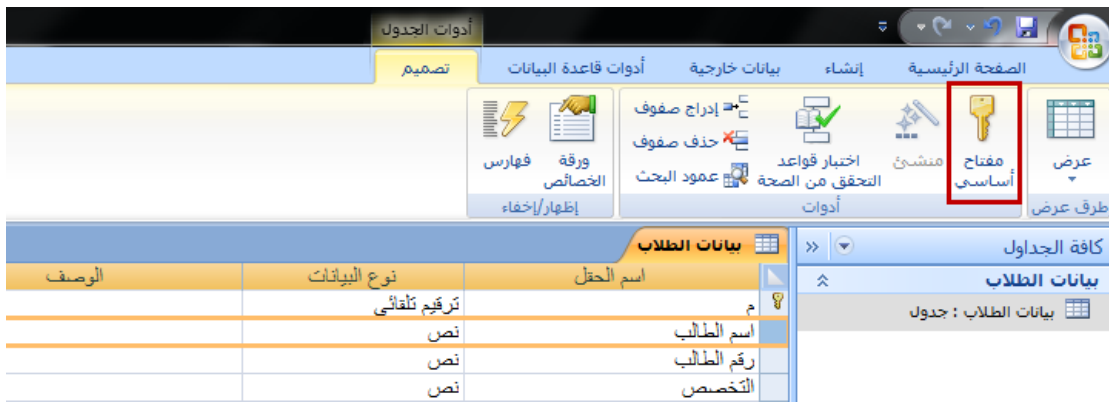 أدوات الجدول
الصفحة الرئيسية
إنشاء
بيانات خارجية
أدوات قاعدة البيانات
تصميم
عرض
طرق عرض
مفتاح
أساسي
منشئ
اختبار قواعد
التحقق من الصحة
إدراج صفوف
حذف صفوف
عمود البحث
أدوات
ورقة
الخصائص
فهارس
إظهار/إخفاء
كافة الجداول
بيانات الطلاب
بيانات الطلاب : جدول
بيانات الطلاب
اسم الحقل نوع البيانات الوصف
م ترقيم تلقائي
اسم الطالب نص
رقم الطالب نص
التخصص نص